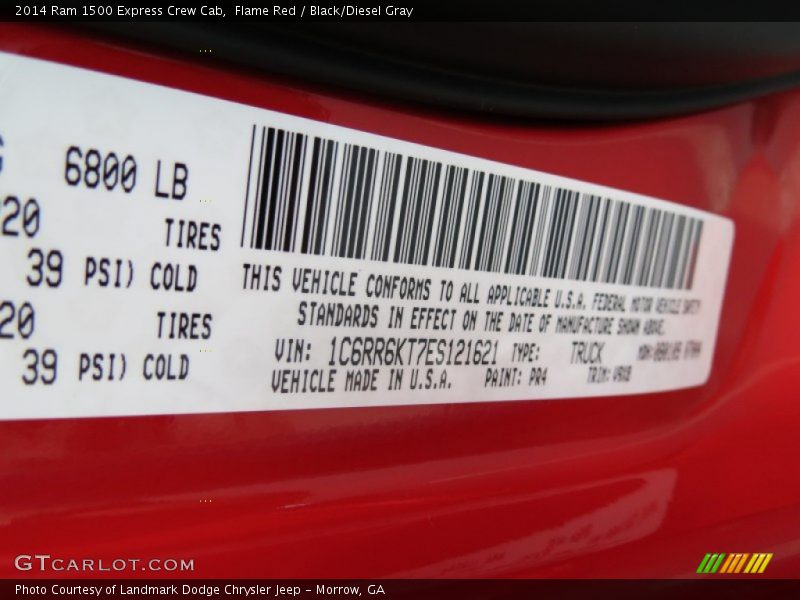 2014 Ram 1500 Express Crew Cab,  Flame Red / Black/Diesel Gray
6800 LB
20 TIRES
39 PSI) COLD
20 TIRES
39 PSI) COLD
THIS VEHICLE CONFORMS TO ALL APPLICABLE U.S.A. FEDERAL MOTOR VEHICLE SAFETY
STANDARDS IN EFFECT ON THE DATE OF MANUFACTURE SHOWN ABOVE.
VIN: 1C6RR6KT7ES121621 TYPE: TRUCK MDH:
VEHICLE MADE IN U.S.A. PAINT: PR4 TRIM:
GTCARLOT.COM
Photo Courtesy of Landmark Dodge Chrysler Jeep - Morrow, GA